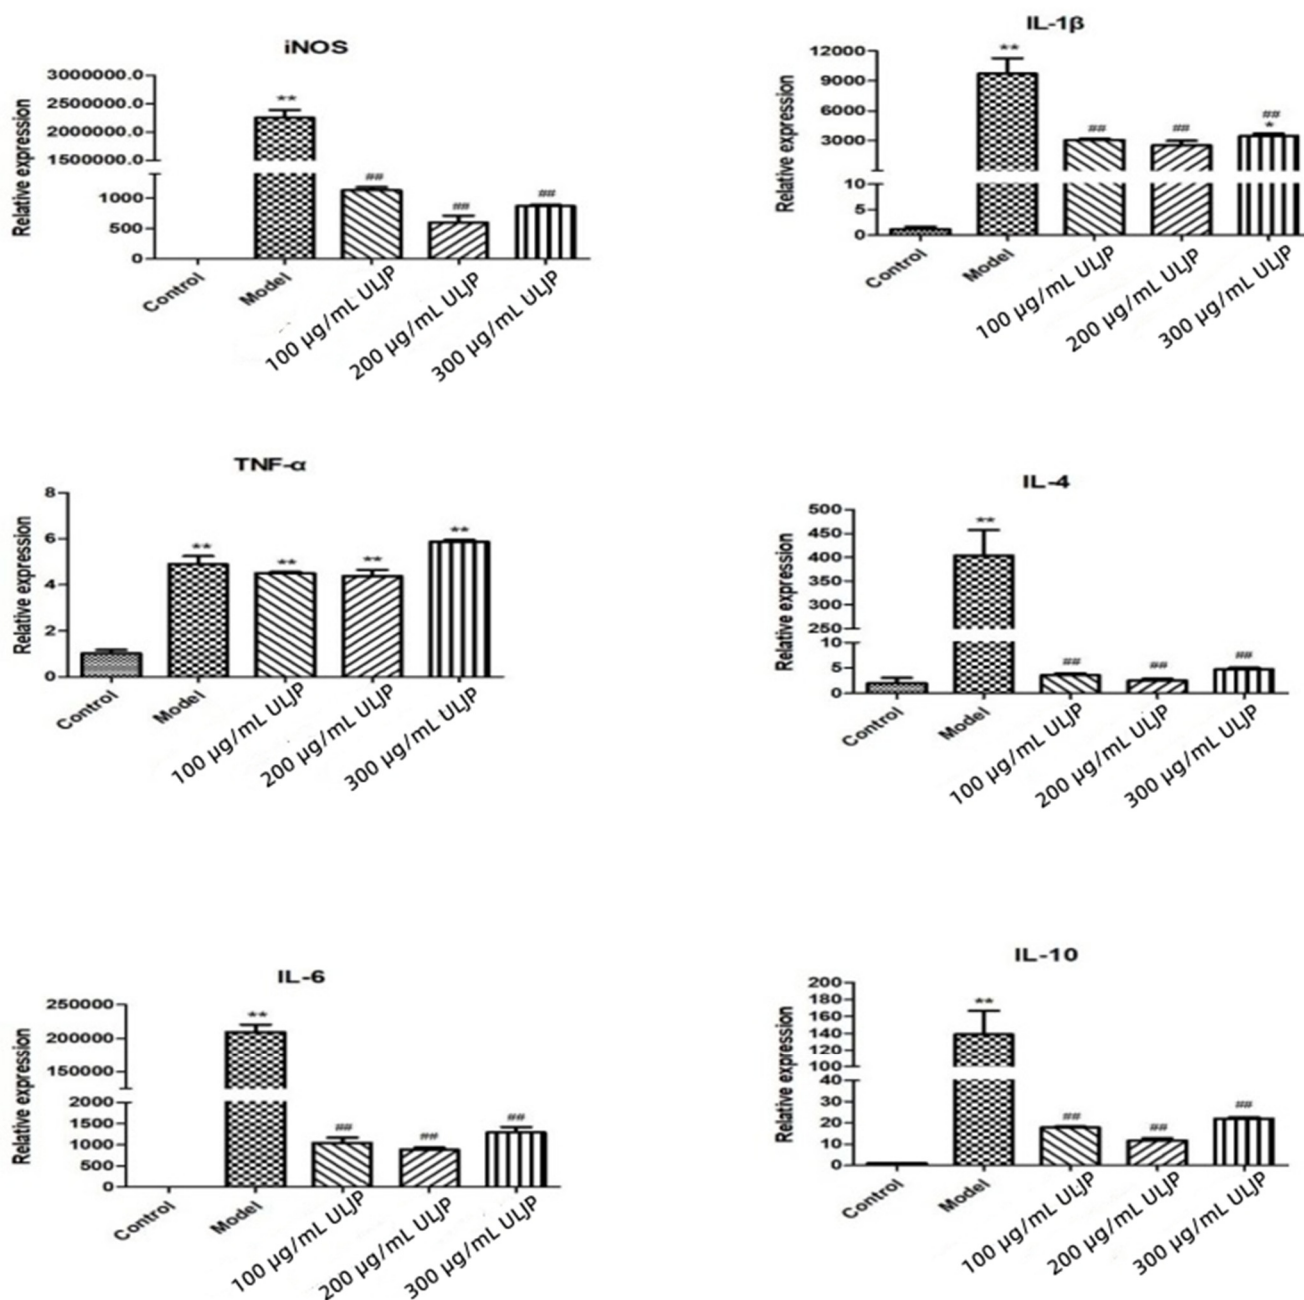 iNOS
Relative expression
3000000.0
2500000.0
2000000.0
1500000.0
1000
500
0
**
##
##
##
Control
Model
100 µg/mL ULJP
200 µg/mL ULJP
300 µg/mL ULJP
IL-1β
Relative expression
12000
9000
6000
3000
10
5
0
**
##
##
##
*
Control
Model
100 µg/mL ULJP
200 µg/mL ULJP
300 µg/mL ULJP
TNF-α
Relative expression
8
6
4
2
0
**
**
**
**
Control
Model
100 µg/mL ULJP
200 µg/mL ULJP
300 µg/mL ULJP
IL-4
Relative expression
500
450
400
350
300
250
10
5
0
**
##
##
##
Control
Model
100 µg/mL ULJP
200 µg/mL ULJP
300 µg/mL ULJP
IL-6
Relative expression
250000
200000
150000
2000
1500
1000
500
0
**
##
##
##
Control
Model
100 µg/mL ULJP
200 µg/mL ULJP
300 µg/mL ULJP
IL-10
Relative expression
200
180
160
140
120
100
40
30
20
10
0
**
##
##
##
Control
Model
100 µg/mL ULJP
200 µg/mL ULJP
300 µg/mL ULJP